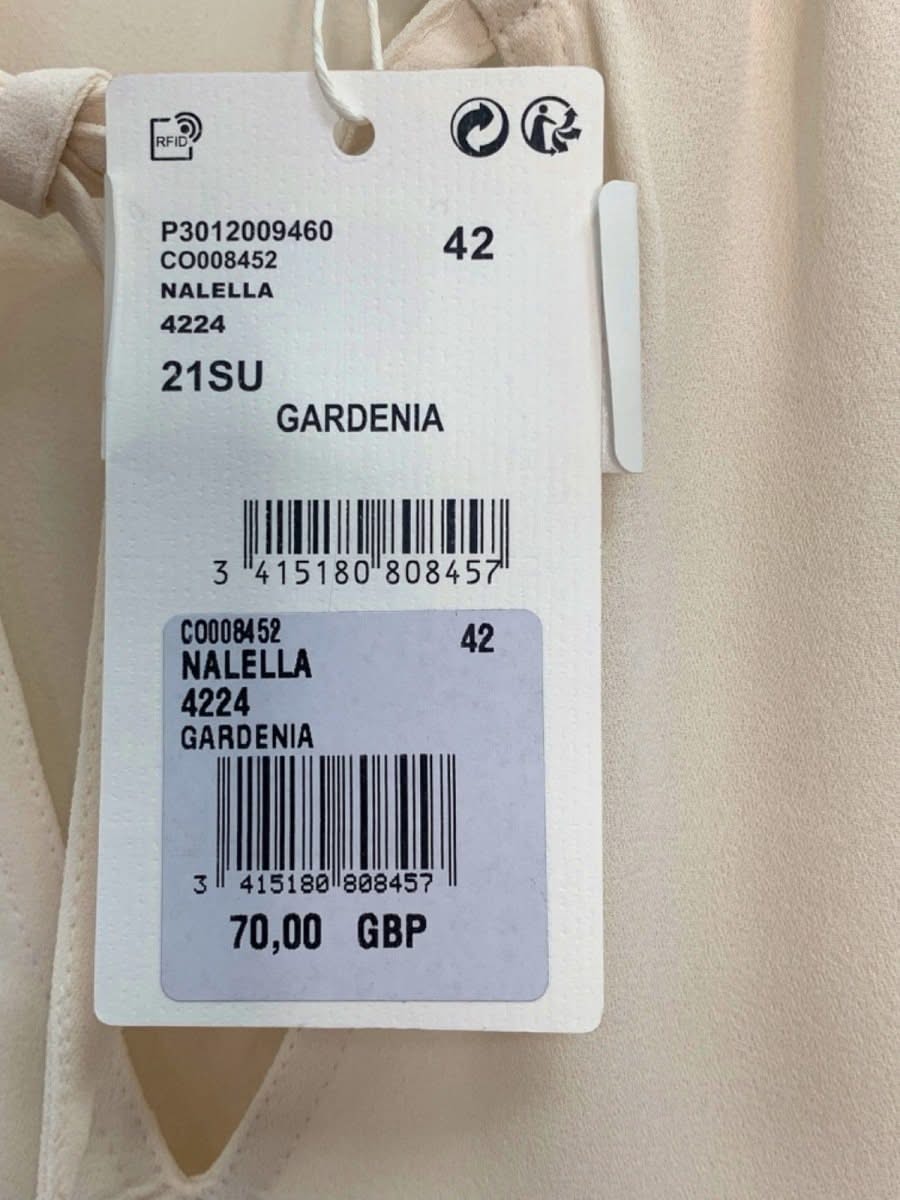 RFID
P3012009460
42
CO008452
NALELLA
4224
21SU
GARDENIA
3 415180 808457
CO008452
42
NALELLA
4224
GARDENIA
3 415180 808457
70,00 GBP